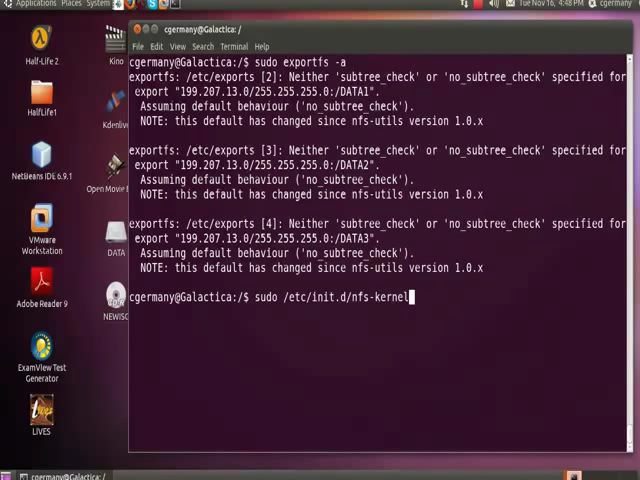 Applications Places System
Tue Nov 16, 4:48 PM
cgermany
Half-Life 2
HalfLife1
NetBeans IDE 6.9.1
VMware
Workstation
Adobe Reader 9
ExamView Test
Generator
LIVES
Kino
Kdenlive
Open Movie E
DATA
NEWISO
cgermany@Galactica: /
File Edit View Search Terminal Help
cgermany@Galactica:/$ sudo exportfs -a
exportfs: /etc/exports [2]: Neither 'subtree_check' or 'no_subtree_check' specified for
export "199.207.13.0/255.255.255.0:/DATA1".
Assuming default behaviour ('no_subtree_check').
NOTE: this default has changed since nfs-utils version 1.0.x
exportfs: /etc/exports [3]: Neither 'subtree_check' or 'no_subtree_check' specified for
export "199.207.13.0/255.255.255.0:/DATA2".
Assuming default behaviour ('no_subtree_check').
NOTE: this default has changed since nfs-utils version 1.0.x
exportfs: /etc/exports [4]: Neither 'subtree_check' or 'no_subtree_check' specified for
export "199.207.13.0/255.255.255.0:/DATA3".
Assuming default behaviour ('no_subtree_check').
NOTE: this default has changed since nfs-utils version 1.0.x
cgermany@Galactica:/$ sudo /etc/init.d/nfs-kernel
cgermany@Galactica: /